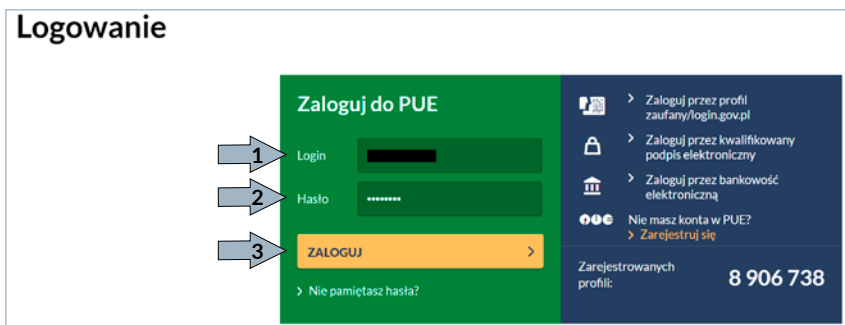 Logowanie
Zaloguj do PUE
1
Login
2
Hasło
3
ZALOGUJ
Nie pamiętasz hasła?
Zaloguj przez profil
zaufany/login.gov.pl
Zaloguj przez kwalifikowany
podpis elektroniczny
Zaloguj przez bankowość
elektroniczną
Nie masz konta w PUE?
Zarejestruj się
Zarejestrowanych
profili:
8 906 738